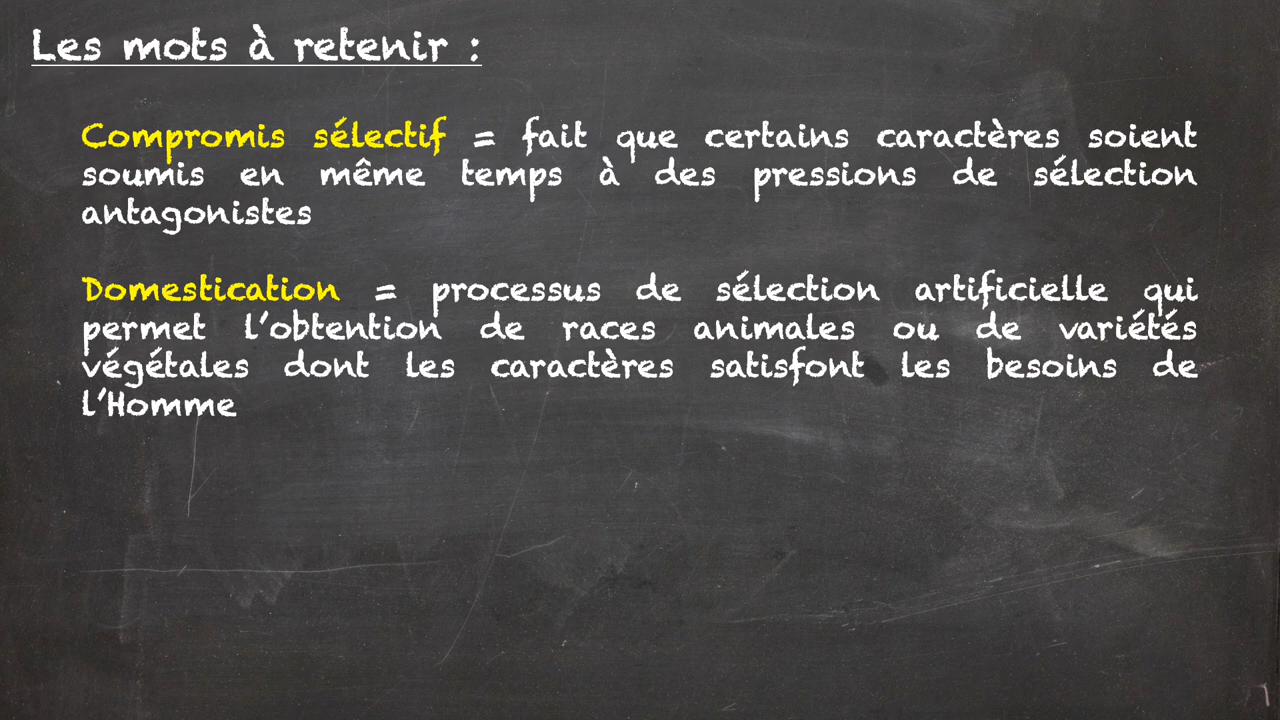 Les mots à retenir :
Compromis sélectif = fait que certains caractères soient
soumis en même temps à des pressions de sélection
antagonistes
Domestication = processus de sélection artificielle qui
permet l'obtention de races animales ou de variétés
végétales dont les caractères satisfont les besoins de
l'Homme